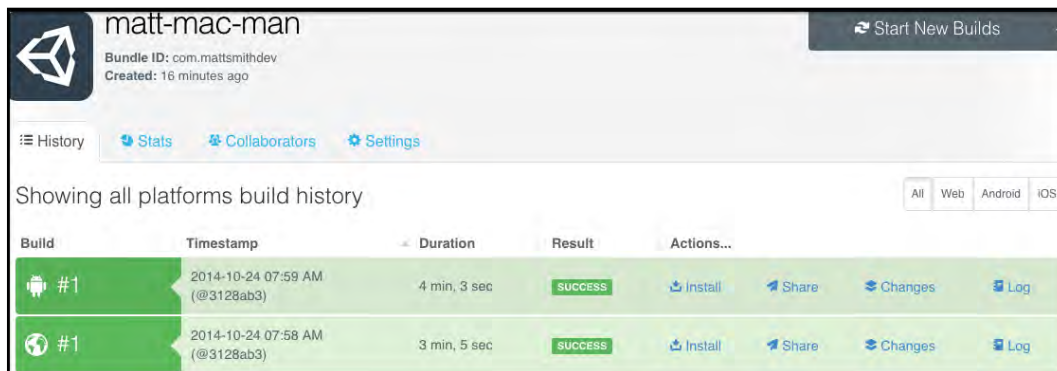 matt-mac-man
Start New Builds
Bundle ID: com.mattsmithdev
Created: 16 minutes ago
History Stats Collaborators Settings
Showing all platforms build history
All Web Android iOS
Build Timestamp Duration Result Actions...
#1 2014-10-24 07:59 AM (@3128ab3) 4 min, 3 sec SUCCESS Install Share Changes Log
#1 2014-10-24 07:58 AM (@3128ab3) 3 min, 5 sec SUCCESS Install Share Changes Log